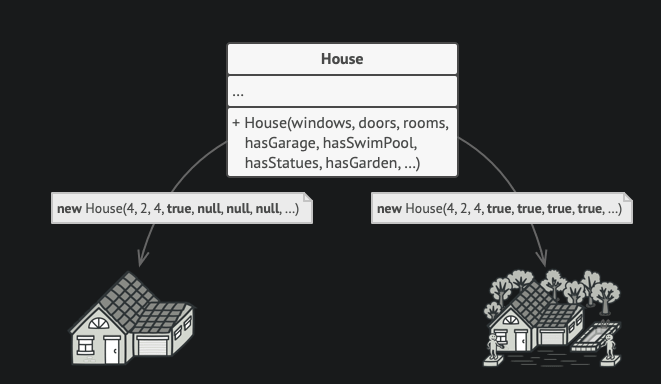 House
...
+ House(windows, doors, rooms,
hasGarage, hasSwimPool,
hasStatues, hasGarden, ...)
new House(4, 2, 4, true, null, null, null, ...)
new House(4, 2, 4, true, true, true, true, ...)